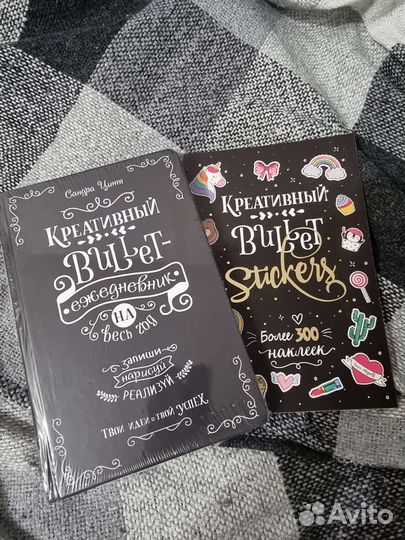 Сандра Цинт
Креативный
Bullet-
ежедневник
на
весь год
запиши
нарисуй
реализуй
Твои идеи = твой успех
Креативный
Bullet
Stickers
Более 300
наклеек
Avito